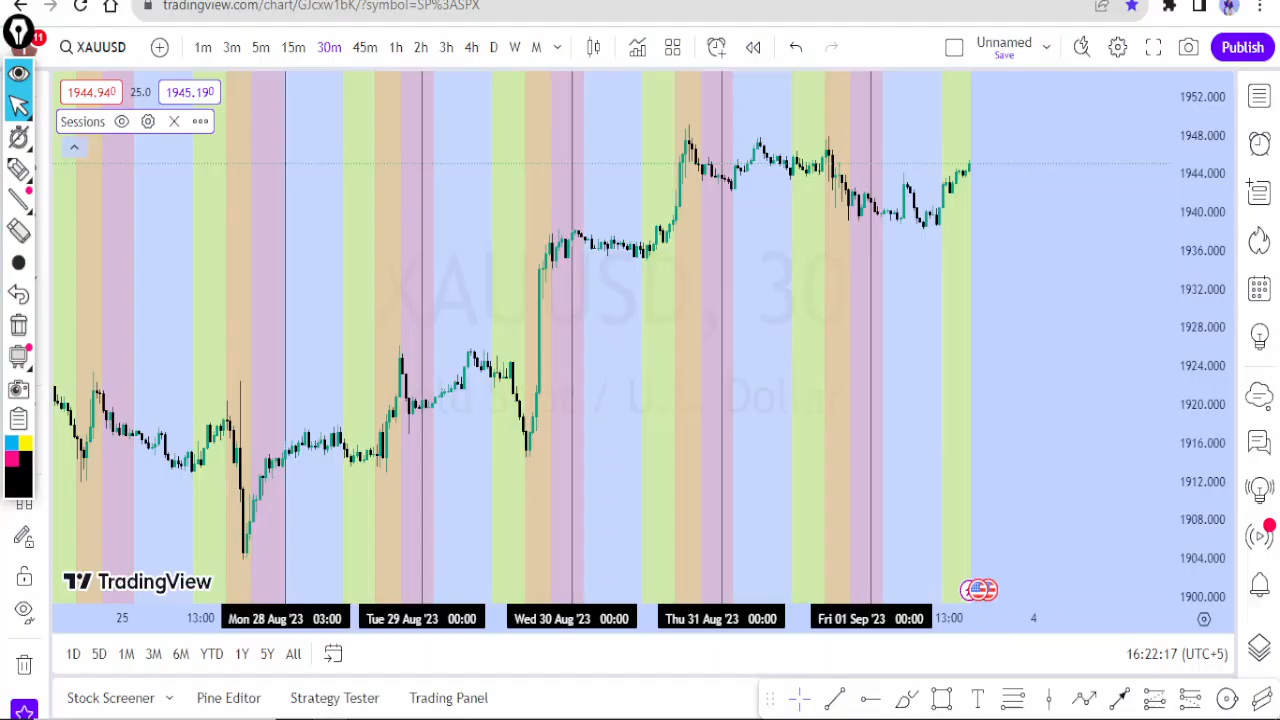 tradingview.com/chart/GJcxw1bK/?symbol=SP%3ASPX
11
XAUUSD
1m 3m 5m 15m 30m 45m 1h 2h 3h 4h D W M
Unnamed
Save
Publish
1944.940 25.0 1945.190
Sessions
XAUUSD, 30
1952.000
1948.000
1944.000
1940.000
1936.000
1932.000
1928.000
1924.000
1920.000
1916.000
1912.000
1908.000
1904.000
1900.000
TradingView
25 13:00 Mon 28 Aug '23 03:00 Tue 29 Aug '23 00:00 Wed 30 Aug '23 00:00 Thu 31 Aug '23 00:00 Fri 01 Sep '23 00:00 13:00 4
1D 5D 1M 3M 6M YTD 1Y 5Y All
16:22:17 (UTC+5)
Stock Screener Pine Editor Strategy Tester Trading Panel